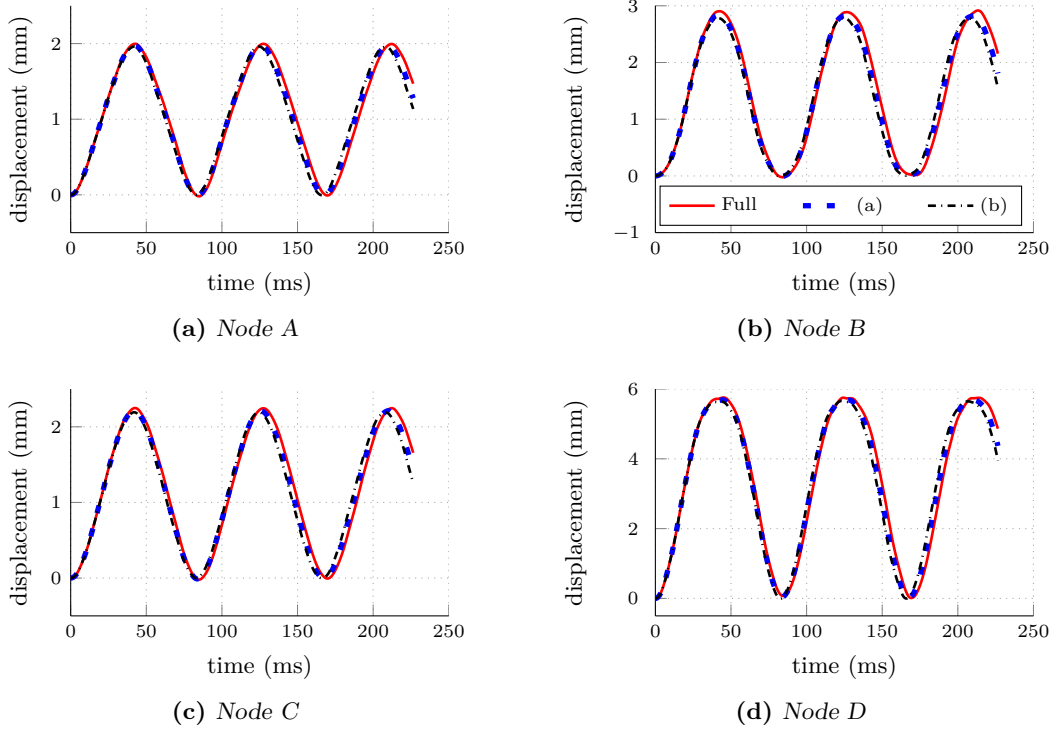 2
1
0
displacement (mm)
0 50 100 150 200 250
time (ms)
(a) Node A
3
2
1
0
−1
displacement (mm)
Full (a) (b)
0 50 100 150 200 250
time (ms)
(b) Node B
2
1
0
displacement (mm)
0 50 100 150 200 250
time (ms)
(c) Node C
6
4
2
0
displacement (mm)
0 50 100 150 200 250
time (ms)
(d) Node D